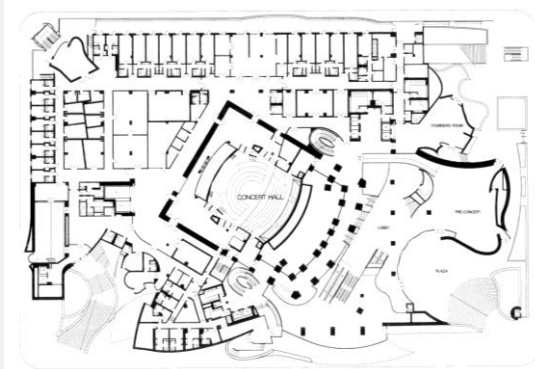 FOUNDERS ROOM
CONCERT HALL
PRE-CONCERT
LOBBY
PLAZA